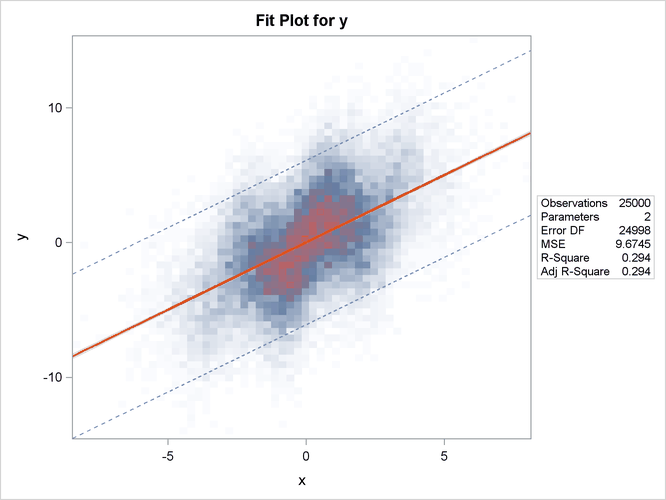 Fit Plot for y
10
0
-10
y
-5
0
5
x
Observations 25000
Parameters 2
Error DF 24998
MSE 9.6745
R-Square 0.294
Adj R-Square 0.294